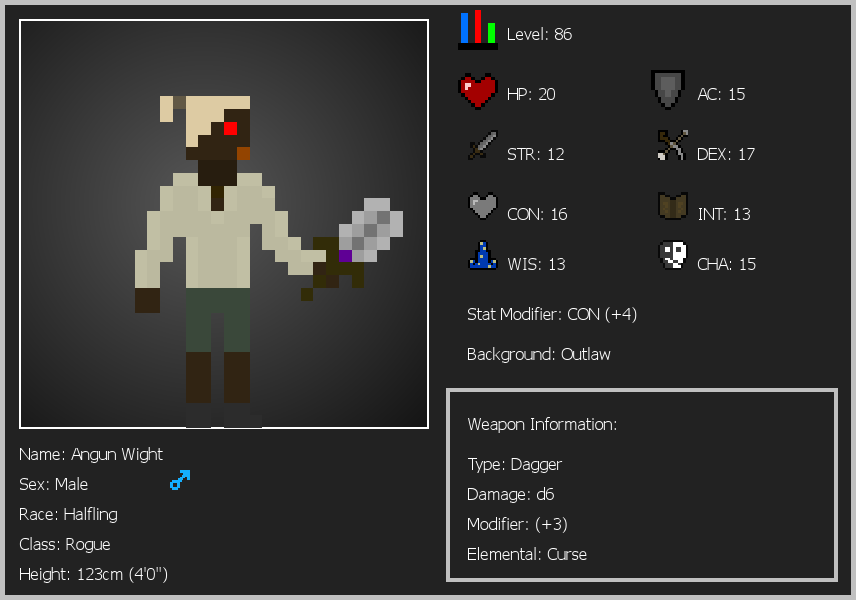 Level: 86
HP: 20
AC: 15
STR: 12
DEX: 17
CON: 16
INT: 13
WIS: 13
CHA: 15
Stat Modifier: CON (+4)
Background: Outlaw
Weapon Information:
Type: Dagger
Damage: d6
Modifier: (+3)
Elemental: Curse
Name: Angun Wight
Sex: Male
Race: Halfling
Class: Rogue
Height: 123cm (4'0")